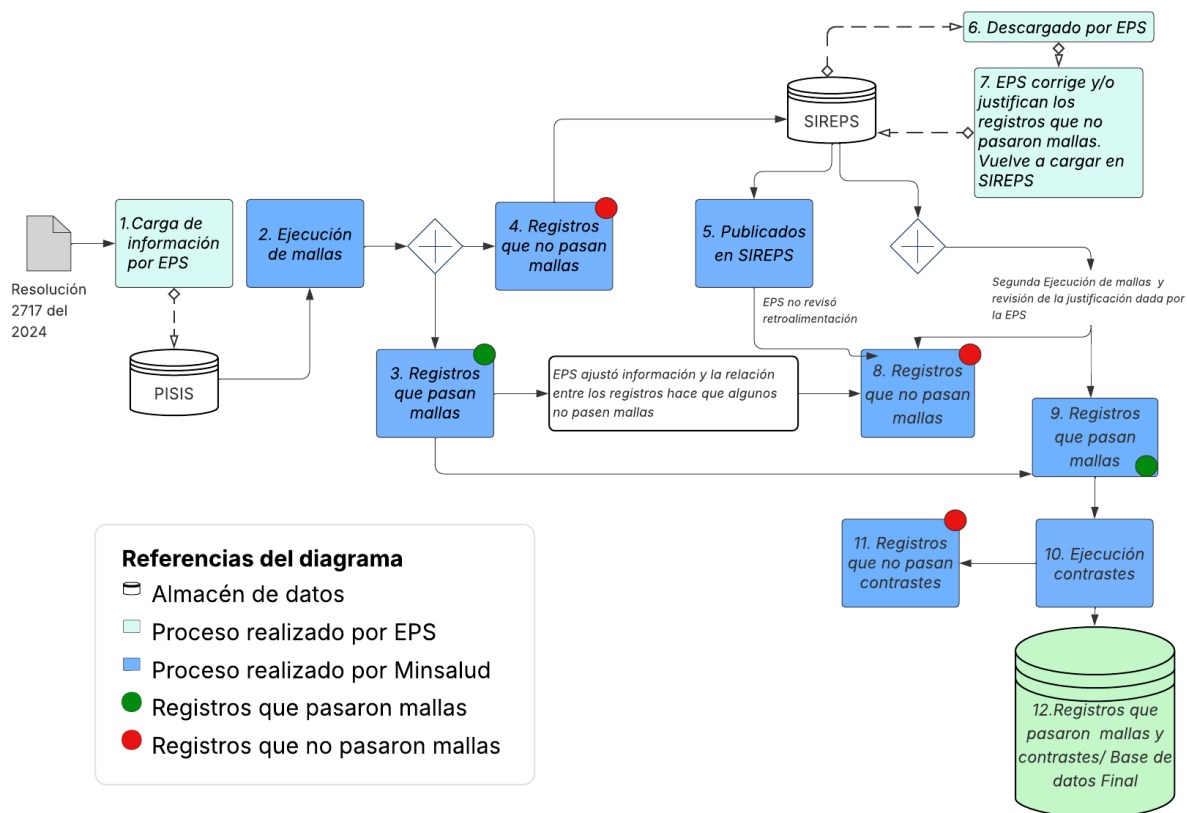 6. Descargado por EPS
7. EPS corrige y/o
justifican los
registros que no
pasaron mallas.
Vuelve a cargar en
SIREPS
SIREPS
Resolución
2717 del
2024
1.Carga de
información
por EPS
2. Ejecución
de mallas
4. Registros
que no pasan
mallas
5. Publicados
en SIREPS
EPS no revisó
retroalimentación
Segunda Ejecución de mallas y
revisión de la justificación dada por
la EPS
PISIS
3. Registros
que pasan
mallas
EPS ajustó información y la relación
entre los registros hace que algunos
no pasen mallas
8. Registros
que no pasan
mallas
9. Registros
que pasan
mallas
10. Ejecución
contrastes
11. Registros
que no pasan
contrastes
12.Registros que
pasaron mallas y
contrastes/ Base de
datos Final
Referencias del diagrama
Almacén de datos
Proceso realizado por EPS
Proceso realizado por Minsalud
Registros que pasaron mallas
Registros que no pasaron mallas